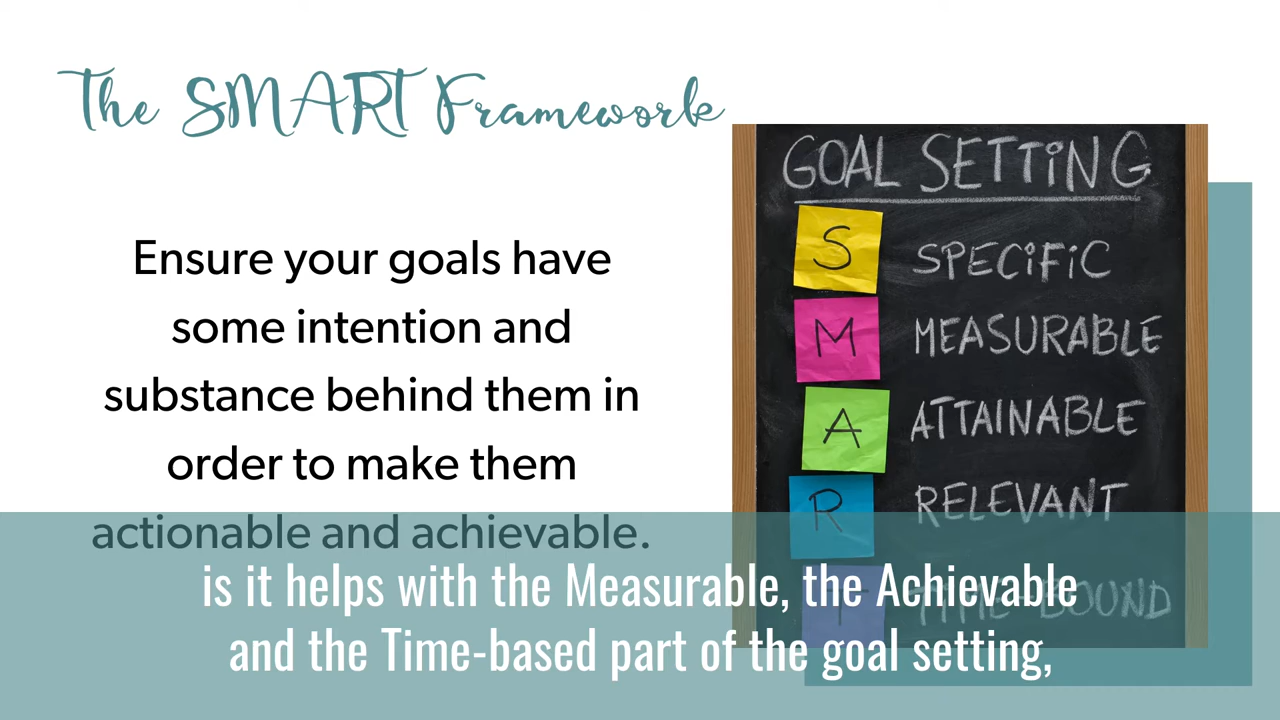 The SMART Framework
Ensure your goals have
some intention and
substance behind them in
order to make them
actionable and achievable.
GOAL SETTING
S SPECIFIC
M MEASURABLE
A ATTAINABLE
R RELEVANT
T TIME-BOUND
is it helps with the Measurable, the Achievable
and the Time-based part of the goal setting,